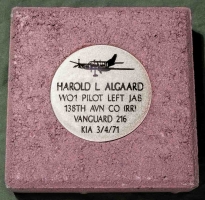 HAROLD L ALGAARD
WO1 PILOT LEFT JAB
138TH AVN CO (RR)
VANGUARD 216
KIA 3/4/71